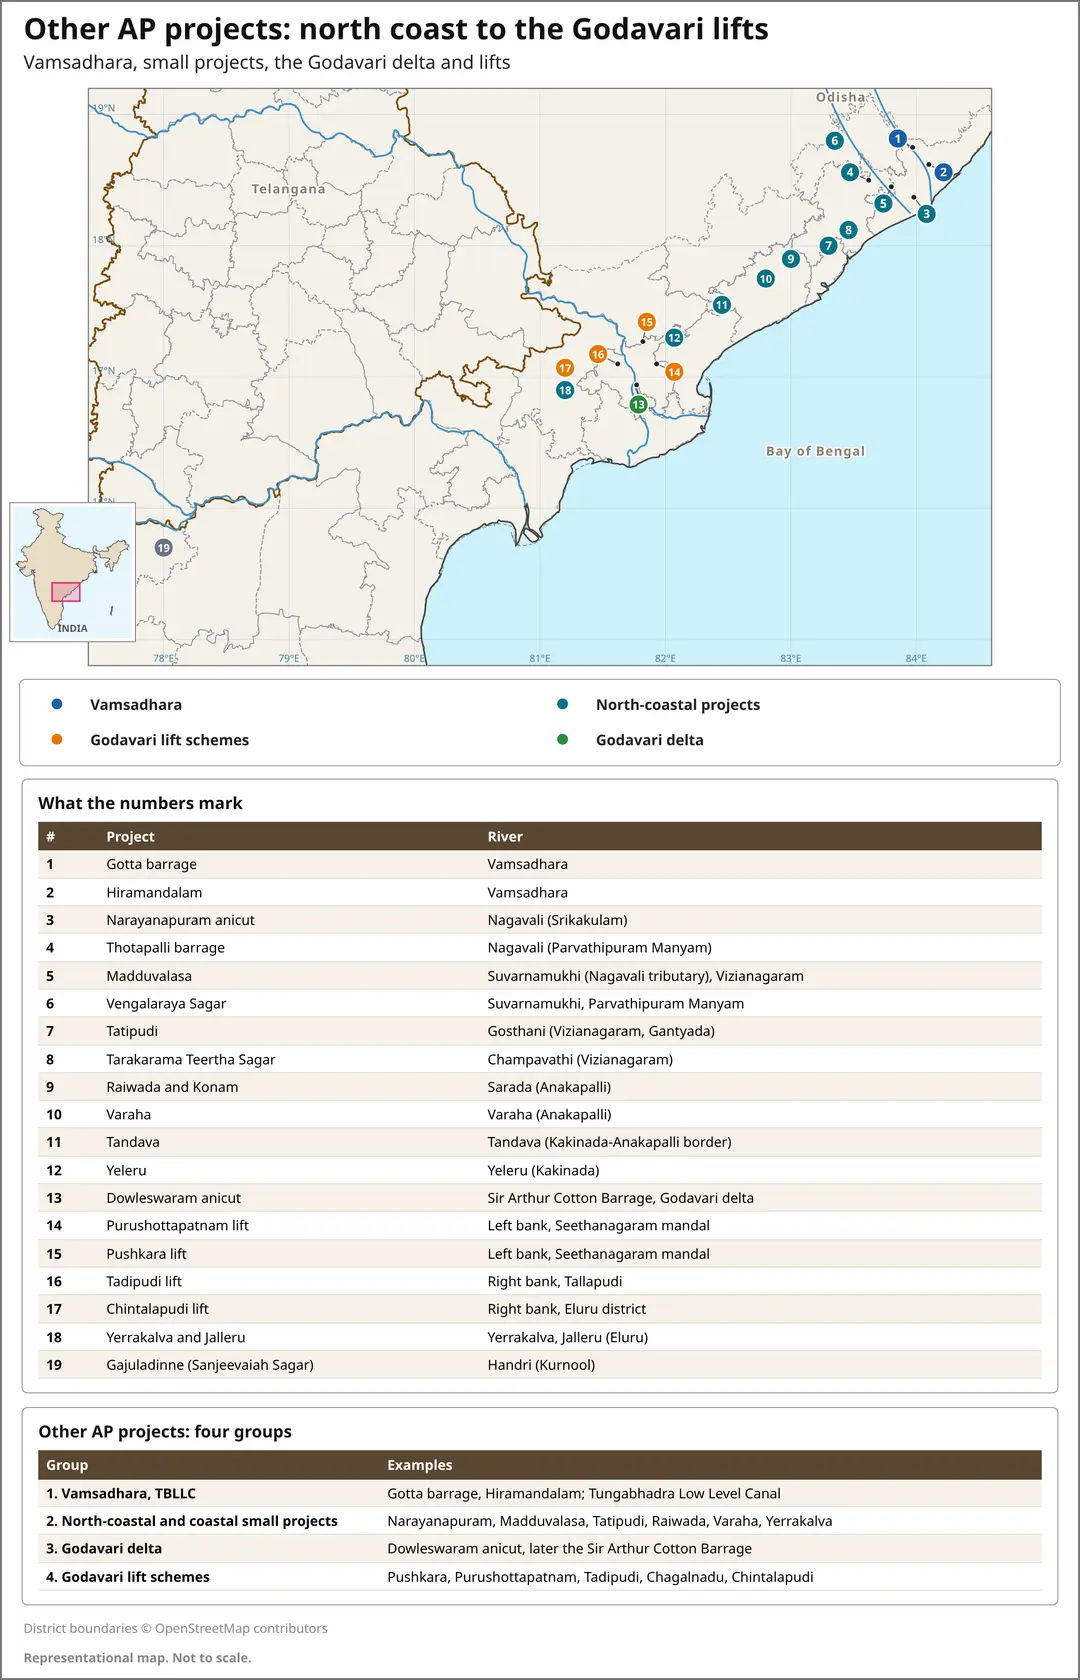 Other AP projects: north coast to the Godavari lifts
Vamsadhara, small projects, the Godavari delta and lifts
19°N
Odisha
6
1
4
2
Telangana
5
3
8
18°N
7
9
10
11
15
12
16
17
14
17°N
18
13
Bay of Bengal
19
INDIA
78°E
79°E
80°E
81°E
82°E
83°E
84°E
Vamsadhara
North-coastal projects
Godavari lift schemes
Godavari delta
What the numbers mark
# Project River
1 Gotta barrage Vamsadhara
2 Hiramandalam Vamsadhara
3 Narayanapuram anicut Nagavali (Srikakulam)
4 Thotapalli barrage Nagavali (Parvathipuram Manyam)
5 Madduvalasa Suvarnamukhi (Nagavali tributary), Vizianagaram
6 Vengalaraya Sagar Suvarnamukhi, Parvathipuram Manyam
7 Tatipudi Gosthani (Vizianagaram, Gantyada)
8 Tarakarama Teertha Sagar Champavathi (Vizianagaram)
9 Raiwada and Konam Sarada (Anakapalli)
10 Varaha Varaha (Anakapalli)
11 Tandava Tandava (Kakinada-Anakapalli border)
12 Yeleru Yeleru (Kakinada)
13 Dowleswaram anicut Sir Arthur Cotton Barrage, Godavari delta
14 Purushottapatnam lift Left bank, Seethanagaram mandal
15 Pushkara lift Left bank, Seethanagaram mandal
16 Tadipudi lift Right bank, Tallapudi
17 Chintalapudi lift Right bank, Eluru district
18 Yerrakalva and Jalleru Yerrakalva, Jalleru (Eluru)
19 Gajuladinne (Sanjeevaiah Sagar) Handri (Kurnool)
Other AP projects: four groups
Group Examples
1. Vamsadhara, TBLLC Gotta barrage, Hiramandalam; Tungabhadra Low Level Canal
2. North-coastal and coastal small projects Narayanapuram, Madduvalasa, Tatipudi, Raiwada, Varaha, Yerrakalva
3. Godavari delta Dowleswaram anicut, later the Sir Arthur Cotton Barrage
4. Godavari lift schemes Pushkara, Purushottapatnam, Tadipudi, Chagalnadu, Chintalapudi
District boundaries © OpenStreetMap contributors
Representational map. Not to scale.